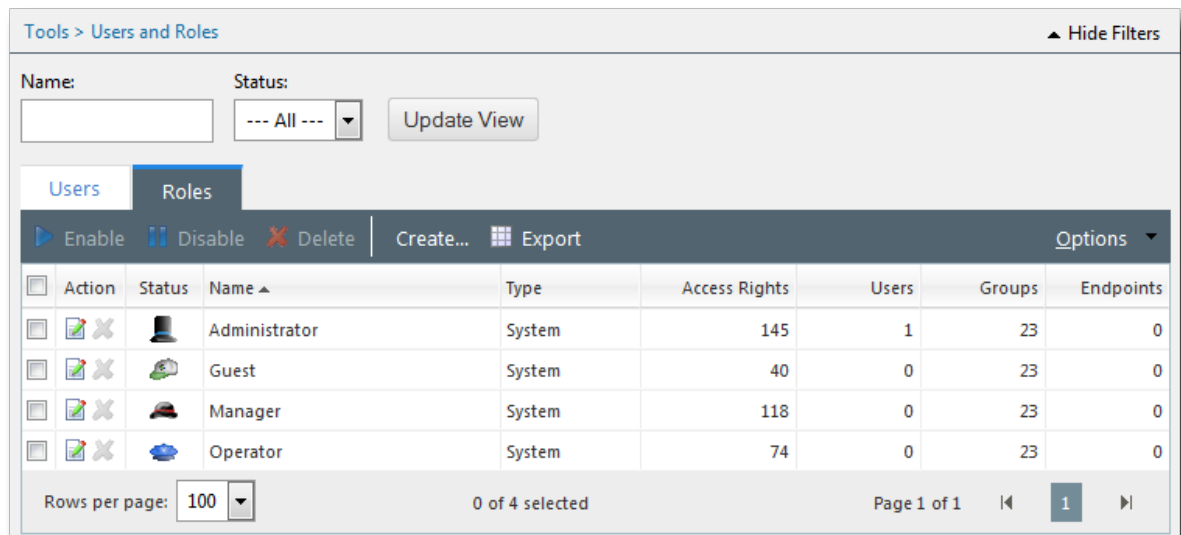 Tools > Users and Roles ▲ Hide Filters
Name: Status:
--- All --- Update View
Users Roles
Enable Disable Delete Create... Export Options
Action Status Name Type Access Rights Users Groups Endpoints
Administrator System 145 1 23 0
Guest System 40 0 23 0
Manager System 118 0 23 0
Operator System 74 0 23 0
Rows per page: 100 0 of 4 selected Page 1 of 1 1